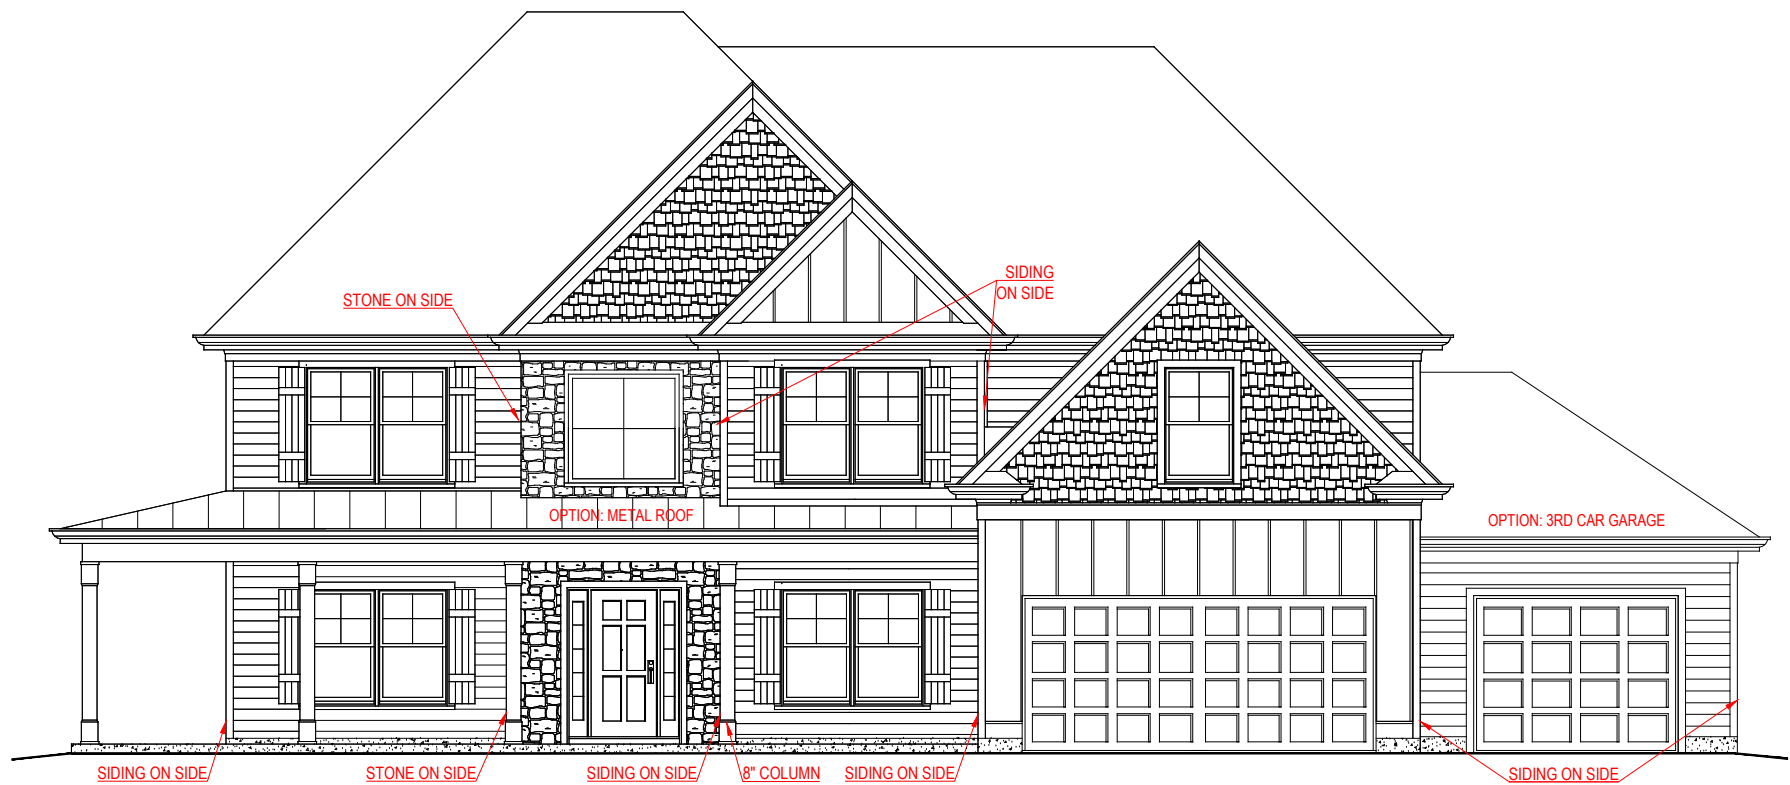 SIDING
ON SIDE
STONE ON SIDE
OPTION: METAL ROOF
OPTION: 3RD CAR GARAGE
SIDING ON SIDE
STONE ON SIDE
SIDING ON SIDE
8" COLUMN
SIDING ON SIDE
SIDING ON SIDE